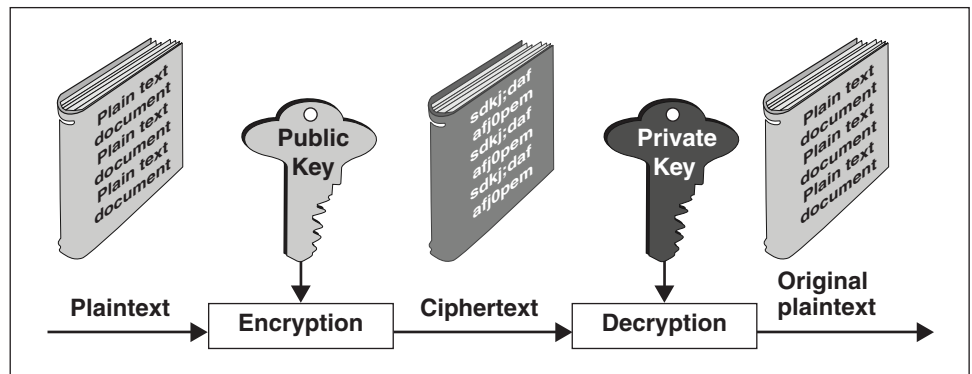 Plain text
document
Plain text
document
Plain text
document
Public
Key
sdkj;daf
afj0pem
sdkj;daf
afj0pem
sdkj;daf
afj0pem
Private
Key
Plain text
document
Plain text
document
Plain text
document
Plaintext
Encryption
Ciphertext
Decryption
Original
plaintext